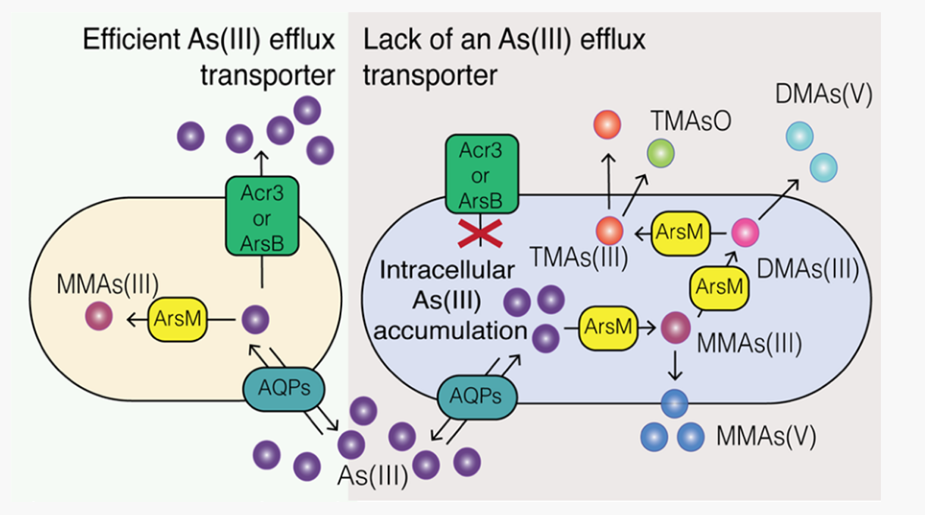 Efficient As(III) efflux
transporter
Lack of an As(III) efflux
transporter
Acr3
or
ArsB
MMAs(III)
ArsM
AQPs
As(III)
Acr3
or
ArsB
Intracellular
As(III)
accumulation
AQPs
ArsM
MMAs(III)
MMAs(V)
ArsM
DMAs(III)
DMAs(V)
ArsM
TMAs(III)
TMAsO